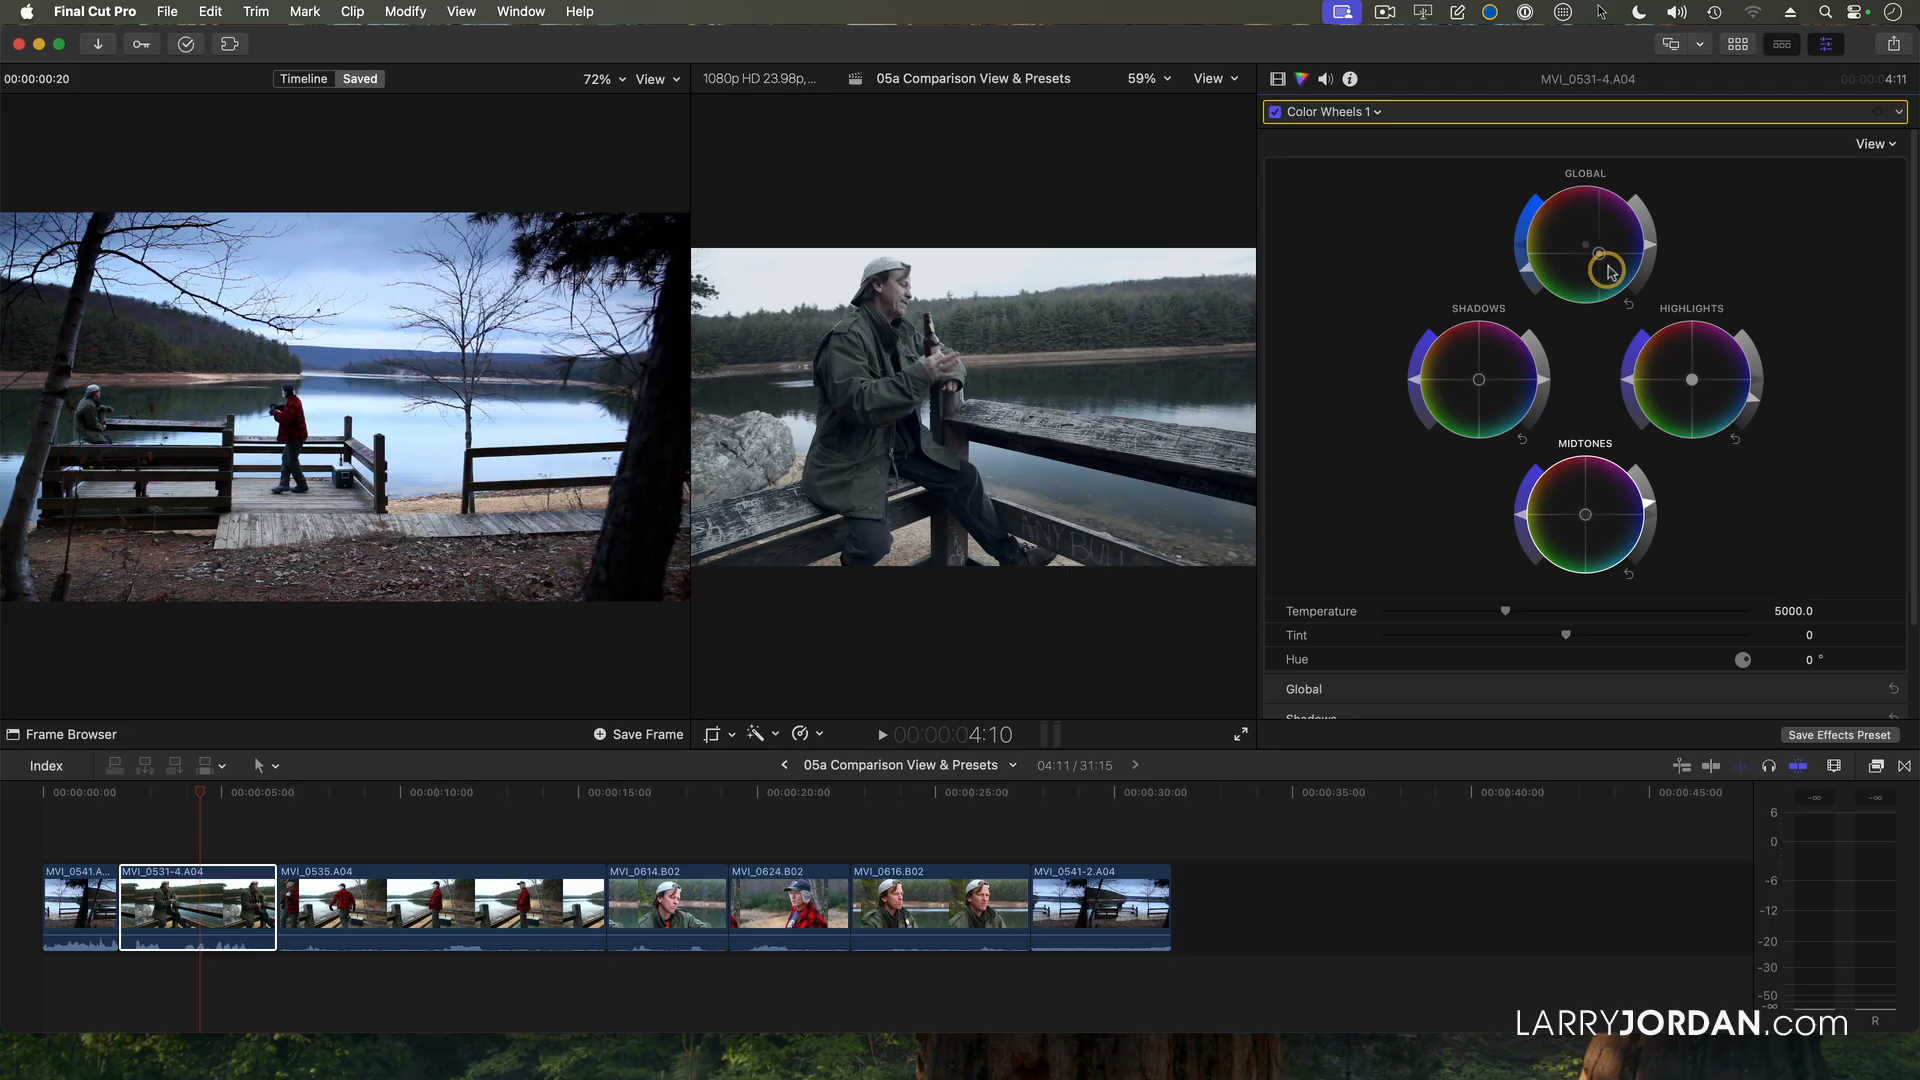 Final Cut Pro File Edit Trim Mark Clip Modify View Window Help
00:00:00:20 Timeline Saved 72% View
1080p HD 23.98p,... 05a Comparison View & Presets 59% View
MVI_0531-4.A04 00:00:04:11
Color Wheels 1
View
GLOBAL
SHADOWS HIGHLIGHTS
MIDTONES
Temperature 5000.0
Tint 0
Hue 0 °
Global
Shadows
Frame Browser Save Frame 00:00:04:10 Save Effects Preset
Index 05a Comparison View & Presets 04:11 / 31:15
00:00:00:00 00:00:05:00 00:00:10:00 00:00:15:00 00:00:20:00 00:00:25:00 00:00:30:00 00:00:35:00 00:00:40:00 00:00:45:00
MVI_0541.A... MVI_0531-4.A04 MVI_0535.A04 MVI_0614.B02 MVI_0624.B02 MVI_0616.B02 MVI_0541-2.A04
-∞ -∞
6
0
-6
-12
-20
-30
-50
-∞
R
LARRYJORDAN.com